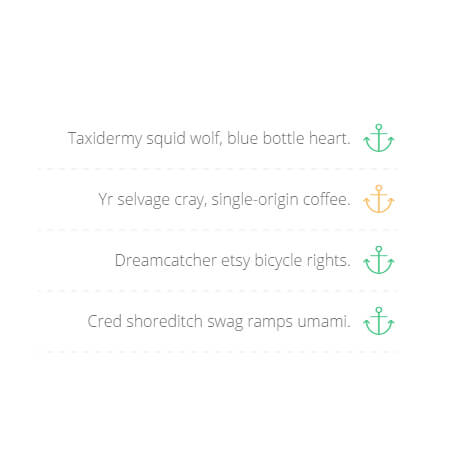 Taxidermy squid wolf, blue bottle heart.
Yr selvage cray, single-origin coffee.
Dreamcatcher etsy bicycle rights.
Cred shoreditch swag ramps umami.